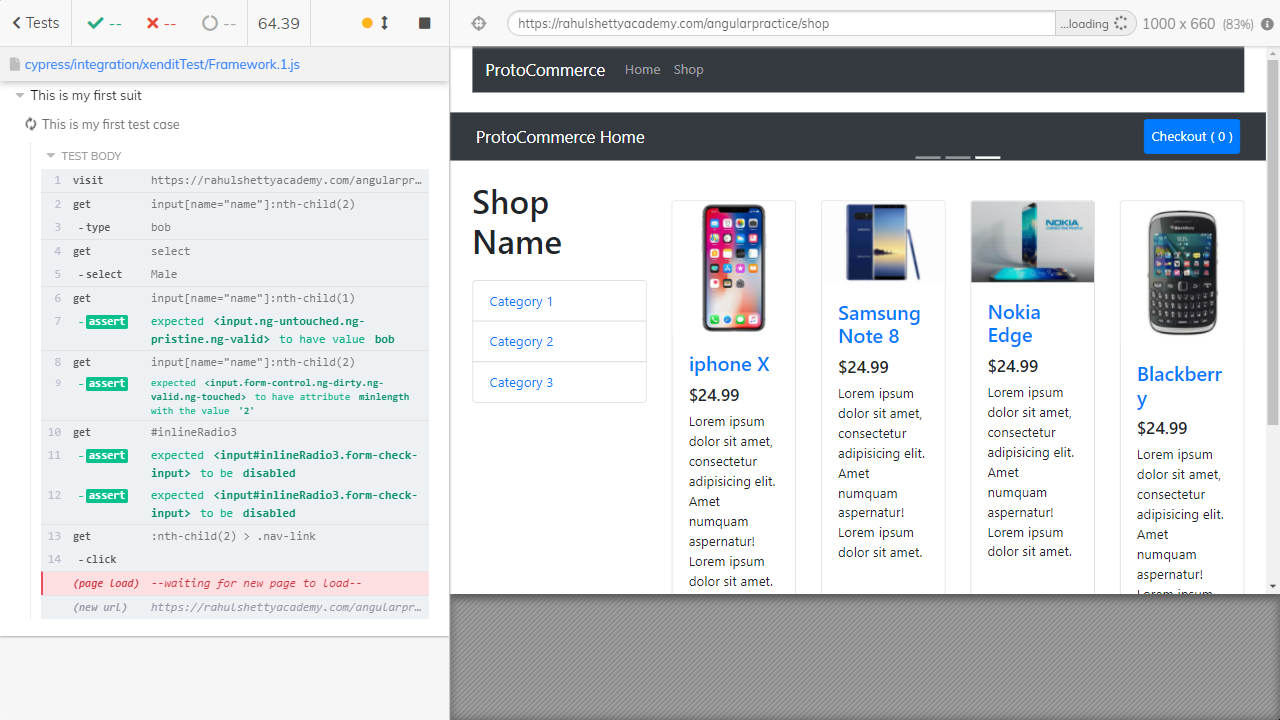 Tests
--
--
--
64.39
https://rahulshettyacademy.com/angularpractice/shop
...loading
1000 x 660 (83%)
cypress/integration/xenditTest/Framework.1.js
This is my first suit
This is my first test case
TEST BODY
1 visit https://rahulshettyacademy.com/angularpr…
2 get input[name="name"]:nth-child(2)
3 - type bob
4 get select
5 - select Male
6 get input[name="name"]:nth-child(1)
7 - assert expected <input.ng-untouched.ng-
pristine.ng-valid> to have value bob
8 get input[name="name"]:nth-child(2)
9 - assert expected <input.form-control.ng-dirty.ng-
valid.ng-touched> to have attribute minlength
with the value '2'
10 get #inlineRadio3
11 - assert expected <input#inlineRadio3.form-check-
input> to be disabled
12 - assert expected <input#inlineRadio3.form-check-
input> to be disabled
13 get :nth-child(2) > .nav-link
14 - click
(page load) --waiting for new page to load--
(new url) https://rahulshettyacademy.com/angularpr…
ProtoCommerce Home Shop
ProtoCommerce Home
Checkout ( 0 )
Shop
Name
Category 1
Category 2
Category 3
iphone X
$24.99
Lorem ipsum
dolor sit amet,
consectetur
adipisicing elit.
Amet
numquam
aspernatur!
Lorem ipsum
dolor sit amet.
Samsung
Note 8
$24.99
Lorem ipsum
dolor sit amet,
consectetur
adipisicing elit.
Amet
numquam
aspernatur!
Lorem ipsum
dolor sit amet.
NOKIA
Nokia
Edge
$24.99
Lorem ipsum
dolor sit amet,
consectetur
adipisicing elit.
Amet
numquam
aspernatur!
Lorem ipsum
dolor sit amet.
Blackberr
y
$24.99
Lorem ipsum
dolor sit amet,
consectetur
adipisicing elit.
Amet
numquam
aspernatur!
Lorem ipsum